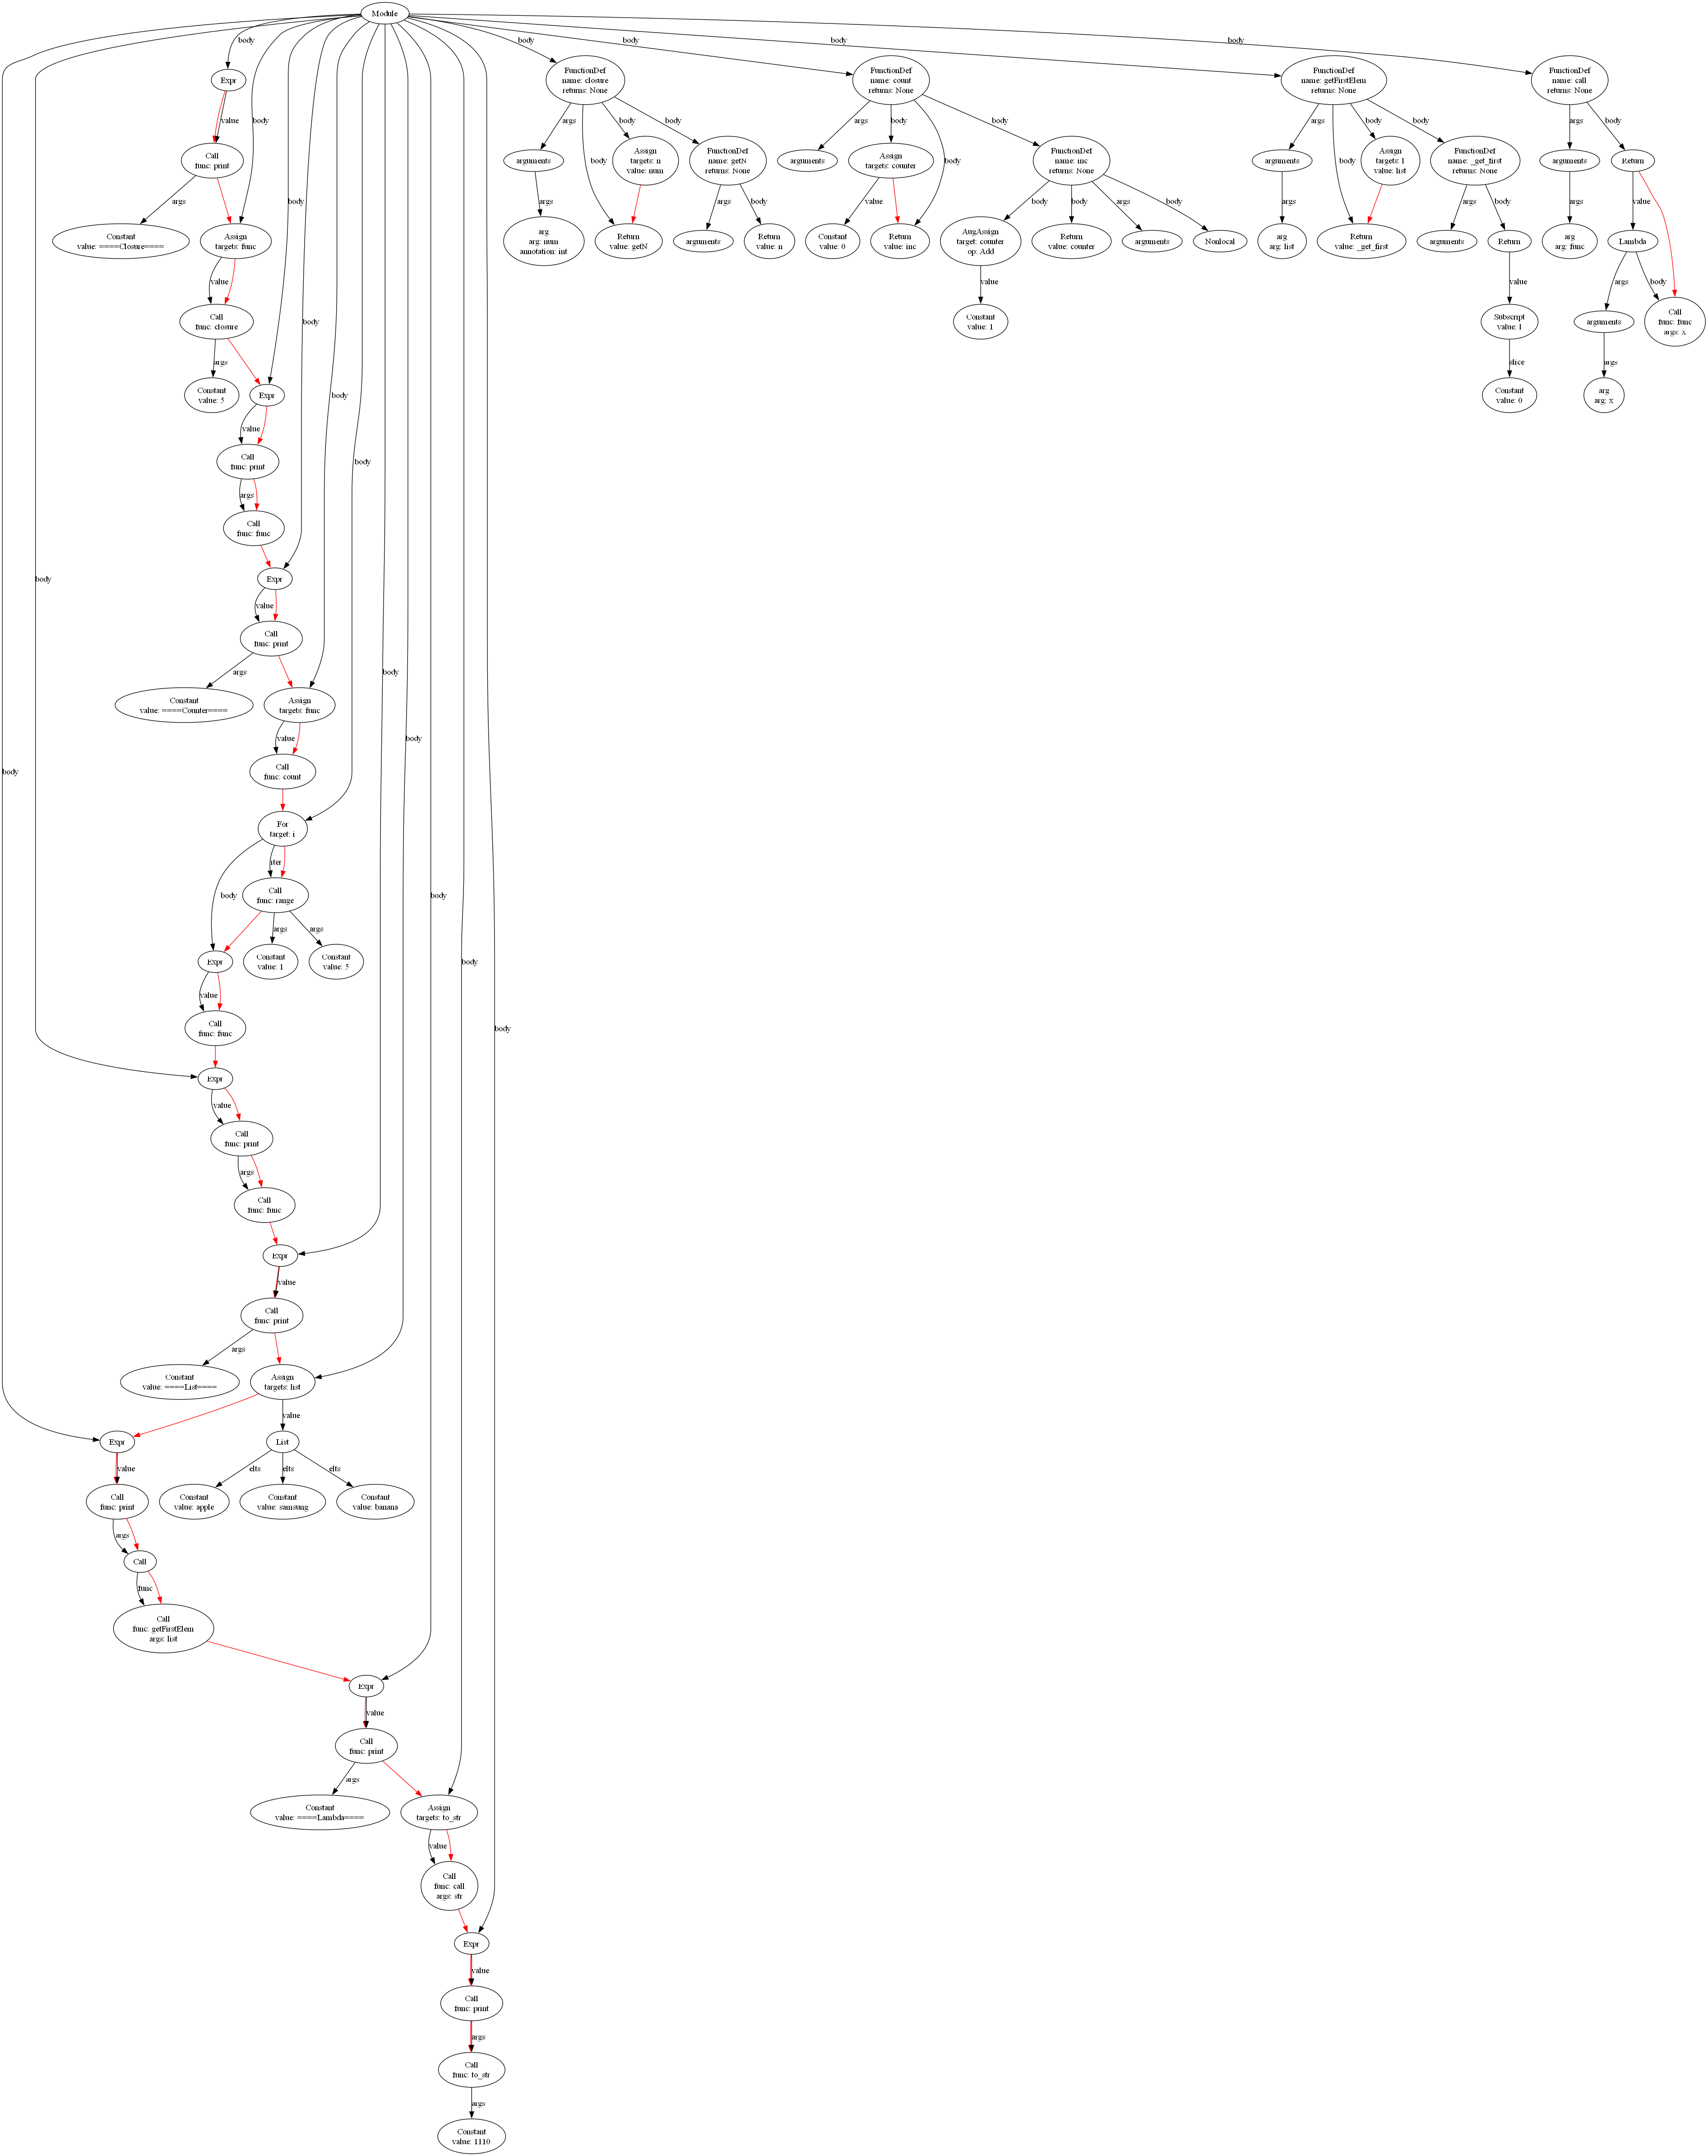 Module
body
body
body
body
body
Expr
FunctionDef
name: closure
returns: None
FunctionDef
name: count
returns: None
FunctionDef
name: getFirstElem
returns: None
FunctionDef
name: call
returns: None
value
body
args
body
body
args
body
body
args
body
body
args
body
Call
func: print
arguments
body
Assign
targets: n
value: num
FunctionDef
name: getN
returns: None
arguments
Assign
targets: counter
body
FunctionDef
name: inc
returns: None
arguments
body
Assign
targets: l
value: list
FunctionDef
name: _get_first
returns: None
arguments
Return
args
body
args
args
body
value
body
body
args
body
args
args
body
args
value
Constant
value: ====Closure====
Assign
targets: func
arg
arg: num
annotation: int
Return
value: getN
arguments
Return
value: n
Constant
value: 0
Return
value: inc
AugAssign
target: counter
op: Add
Return
value: counter
arguments
Nonlocal
arg
arg: list
Return
value: _get_first
arguments
Return
arg
arg: func
Lambda
value
value
value
args
body
body
Call
func: closure
Constant
value: 1
Subscript
value: l
arguments
Call
func: func
args: x
args
slice
args
Constant
value: 5
Expr
body
Constant
value: 0
arg
arg: x
value
body
Call
func: print
args
Call
func: func
body
Expr
value
Call
func: print
args
body
Constant
value: ====Counter====
Assign
targets: func
value
body
body
Call
func: count
For
target: i
iter
body
body
Call
func: range
args
args
Expr
Constant
value: 1
Constant
value: 5
body
value
Call
func: func
body
Expr
value
Call
func: print
args
Call
func: func
Expr
value
Call
func: print
args
Constant
value: ====List====
Assign
targets: list
value
Expr
List
value
elts
elts
elts
Call
func: print
Constant
value: apple
Constant
value: samsung
Constant
value: banana
args
Call
func
Call
func: getFirstElem
args: list
Expr
value
Call
func: print
args
Constant
value: ====Lambda====
Assign
targets: to_str
value
Call
func: call
args: str
Expr
value
Call
func: print
args
Call
func: to_str
args
Constant
value: 1110